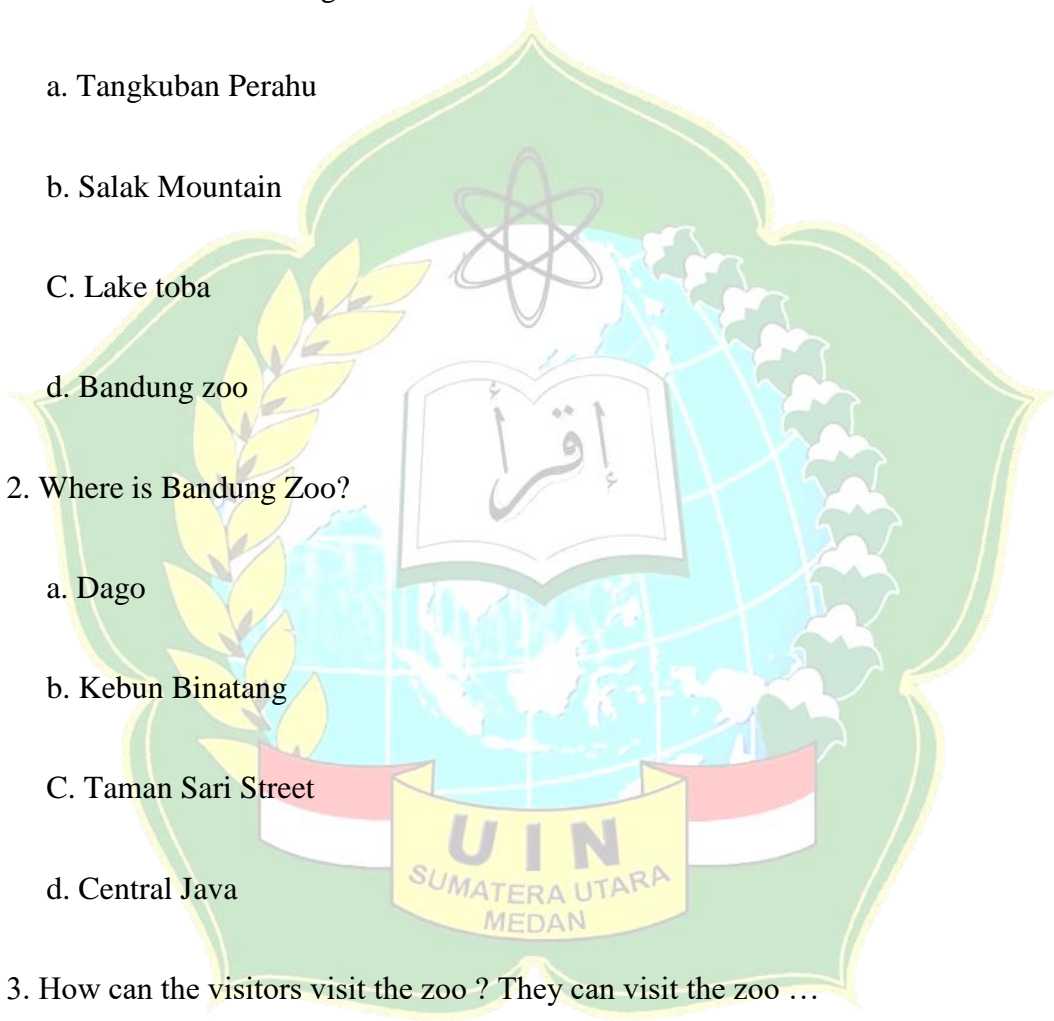 a. Tangkuban Perahu
b. Salak Mountain
C. Lake toba
d. Bandung zoo
2. Where is Bandung Zoo?
a. Dago
b. Kebun Binatang
C. Taman Sari Street
d. Central Java
3. How can the visitors visit the zoo ? They can visit the zoo …
إقرأ
UIN
SUMATERA UTARA
MEDAN